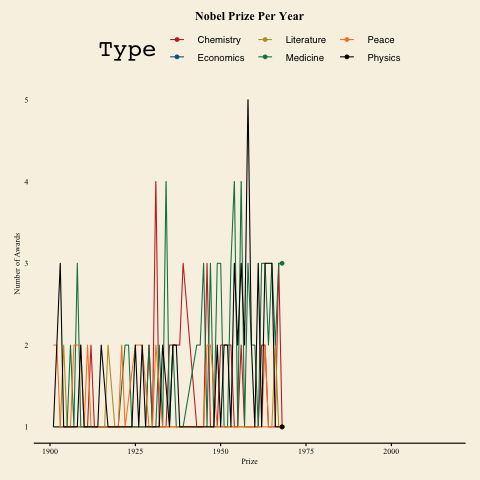 Nobel Prize Per Year
Type
Chemistry
Literature
Peace
Economics
Medicine
Physics
5
4
3
2
1
Number of Awards
1900
1925
1950
1975
2000
Prize